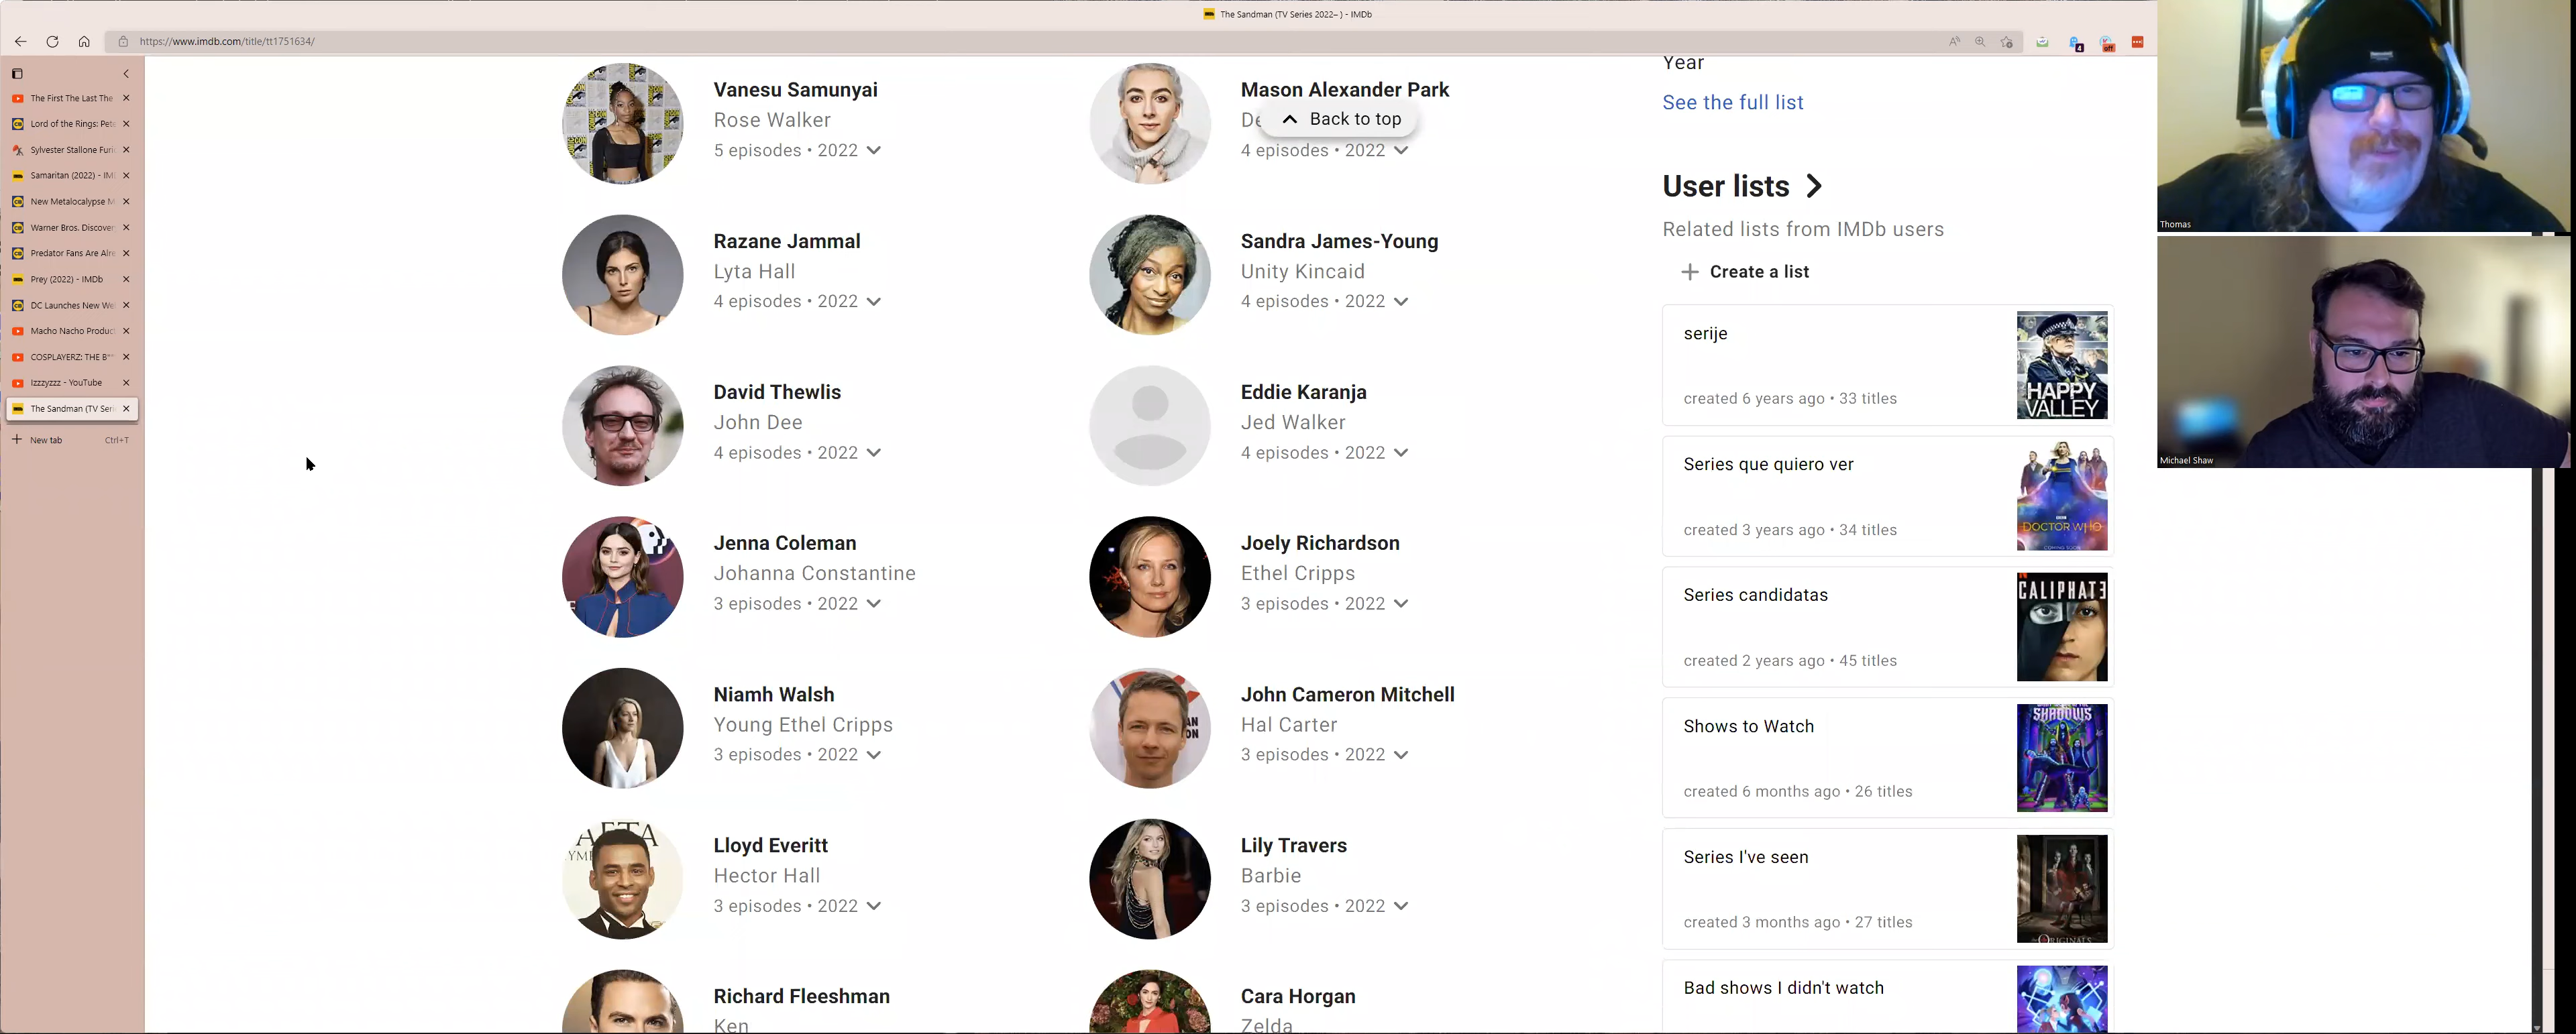 The Sandman (TV Series 2022– ) - IMDb
https://www.imdb.com/title/tt1751634/
4
off
The First The Last The
Lord of the Rings: Pet
Sylvester Stallone Furi
Samaritan (2022) - IM
New Metalocalypse M
Warner Bros. Discover
Predator Fans Are Alre
Prey (2022) - IMDb
DC Launches New We
Macho Nacho Produc
COSPLAYERZ: THE B**
Izzzyzzz - YouTube
The Sandman (TV Seri
New tab Ctrl+T
Vanesu Samunyai
Rose Walker
5 episodes • 2022
Mason Alexander Park
De
Back to top
4 episodes • 2022
Razane Jammal
Lyta Hall
4 episodes • 2022
Sandra James-Young
Unity Kincaid
4 episodes • 2022
David Thewlis
John Dee
4 episodes • 2022
Eddie Karanja
Jed Walker
4 episodes • 2022
Jenna Coleman
Johanna Constantine
3 episodes • 2022
Joely Richardson
Ethel Cripps
3 episodes • 2022
Niamh Walsh
Young Ethel Cripps
3 episodes • 2022
John Cameron Mitchell
Hal Carter
3 episodes • 2022
Lloyd Everitt
Hector Hall
3 episodes • 2022
Lily Travers
Barbie
3 episodes • 2022
Richard Fleeshman
Ken
Cara Horgan
Zelda
Year
See the full list
User lists
Related lists from IMDb users
Create a list
serije
created 6 years ago • 33 titles
HAPPY
VALLEY
Series que quiero ver
created 3 years ago • 34 titles
DOCTOR WHO
Series candidatas
created 2 years ago • 45 titles
CALIPHATE
Shows to Watch
created 6 months ago • 26 titles
SHADOWS
Series I've seen
created 3 months ago • 27 titles
ORIGINALS
Bad shows I didn't watch
Thomas
Michael Shaw